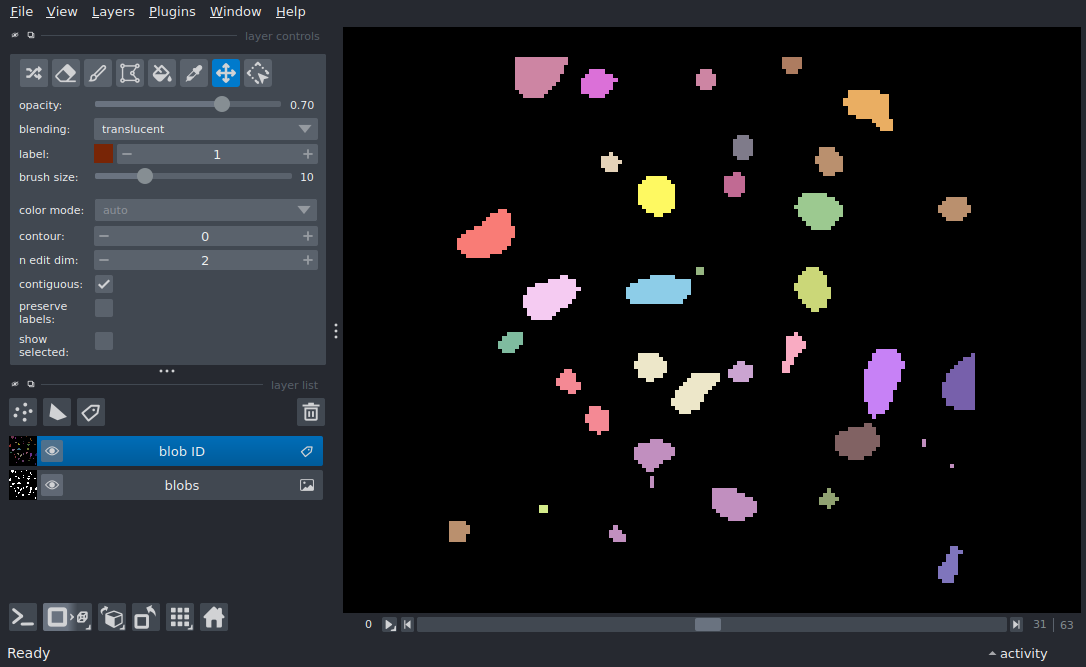 File View Layers Plugins Window Help
layer controls
opacity: 0.70
blending: translucent
label: 1
brush size: 10
color mode: auto
contour: 0
n edit dim: 2
contiguous:
preserve
labels:
show
selected:
layer list
blob ID
blobs
0 31 63
Ready activity